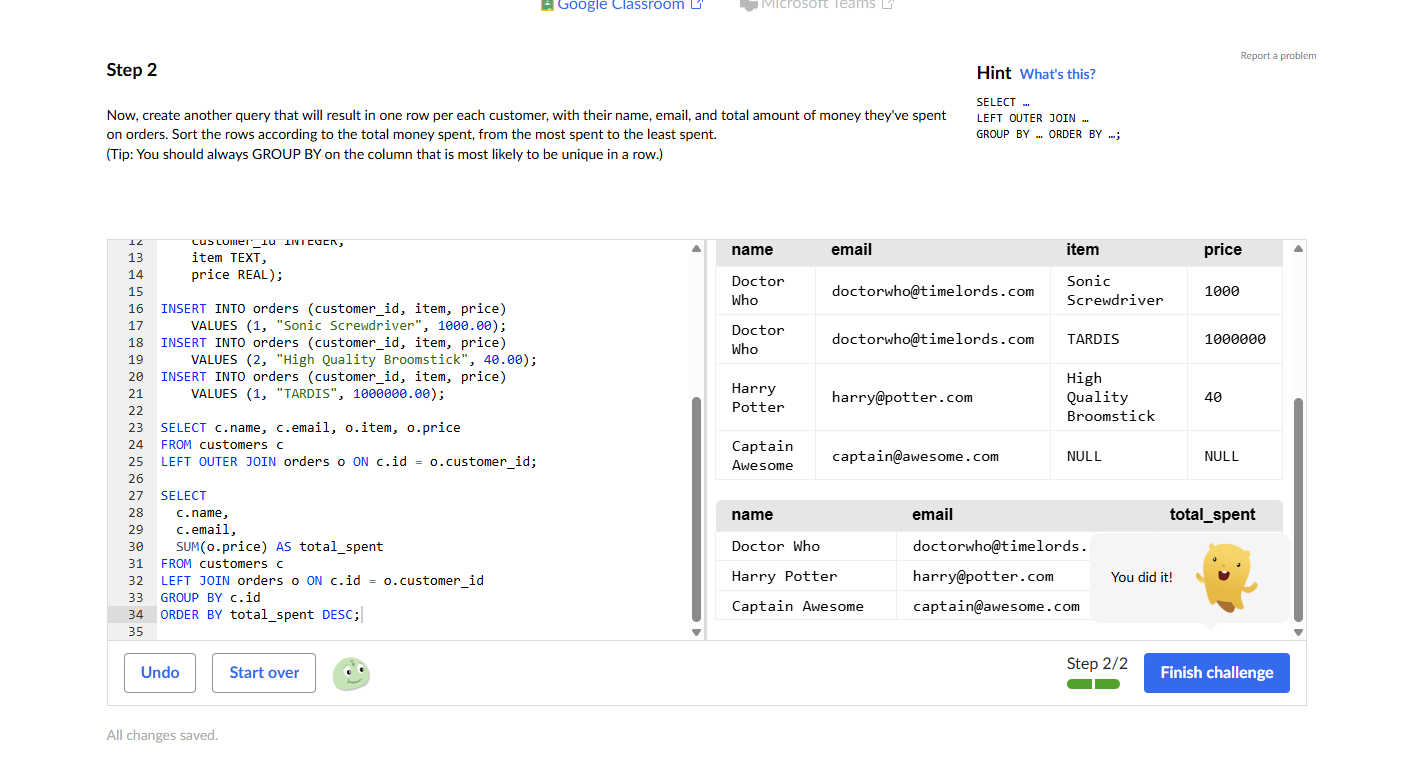 Google Classroom
Microsoft Teams
Report a problem
Step 2
Hint What's this?
Now, create another query that will result in one row per each customer, with their name, email, and total amount of money they've spent
on orders. Sort the rows according to the total money spent, from the most spent to the least spent.
(Tip: You should always GROUP BY on the column that is most likely to be unique in a row.)
SELECT …
LEFT OUTER JOIN …
GROUP BY … ORDER BY …;
12 customer_id INTEGER,
13 item TEXT,
14 price REAL);
15
16 INSERT INTO orders (customer_id, item, price)
17 VALUES (1, "Sonic Screwdriver", 1000.00);
18 INSERT INTO orders (customer_id, item, price)
19 VALUES (2, "High Quality Broomstick", 40.00);
20 INSERT INTO orders (customer_id, item, price)
21 VALUES (1, "TARDIS", 1000000.00);
22
23 SELECT c.name, c.email, o.item, o.price
24 FROM customers c
25 LEFT OUTER JOIN orders o ON c.id = o.customer_id;
26
27 SELECT
28 c.name,
29 c.email,
30 SUM(o.price) AS total_spent
31 FROM customers c
32 LEFT JOIN orders o ON c.id = o.customer_id
33 GROUP BY c.id
34 ORDER BY total_spent DESC;
35
name email item price
Doctor Who doctorwho@timelords.com Sonic Screwdriver 1000
Doctor Who doctorwho@timelords.com TARDIS 1000000
Harry Potter harry@potter.com High Quality Broomstick 40
Captain Awesome captain@awesome.com NULL NULL
name email total_spent
Doctor Who doctorwho@timelords.
Harry Potter harry@potter.com
Captain Awesome captain@awesome.com
You did it!
Undo
Start over
Step 2/2
Finish challenge
All changes saved.